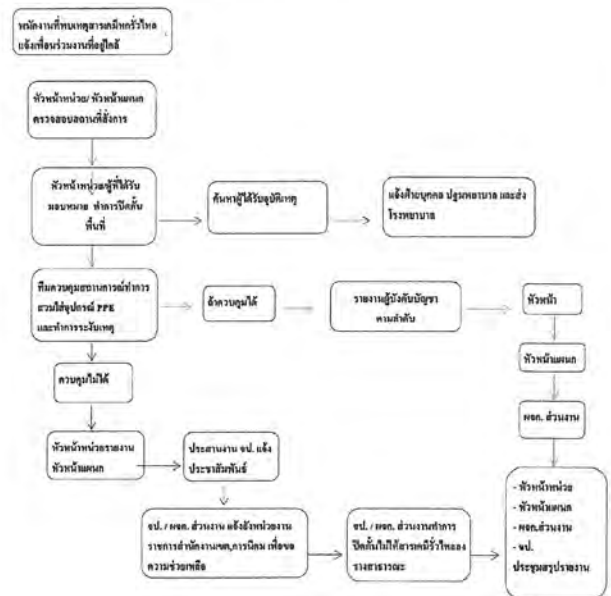 พนักงานที่พบเหตุสารเคมีหกรั่วไหล
แจ้งเพื่อนร่วมงานที่อยู่ใกล้
หัวหน้าหน่วย/ หัวหน้าแผนก
ตรวจสอบสถานที่สั่งการ
หัวหน้าหน่วย/ผู้ที่ได้รับ
มอบหมาย ทำการปิดกั้น
พื้นที่
ค้นหาผู้ได้รับอุบัติเหตุ
แจ้งฝ่ายบุคคล ปฐมพยาบาล และส่ง
โรงพยาบาล
ทีมควบคุมสถานการณ์ทำการ
สวมใส่อุปกรณ์ PPE
และทำการระงับเหตุ
ถ้าควบคุมได้
รายงานผู้บังคับบัญชา
ตามลำดับ
หัวหน้า
หัวหน้าแผนก
ผจก. ส่วนงาน
ควบคุมไม่ได้
หัวหน้าหน่วยรายงาน
หัวหน้าแผนก
ประสานงาน จป. แจ้ง
ประชาสัมพันธ์
จป. / ผจก. ส่วนงาน แจ้งยังหน่วยงาน
ราชการสำนักงานเขต,การนิคม เพื่อขอ
ความช่วยเหลือ
จป. / ผจก. ส่วนงานทำการ
ปิดกั้นไม่ให้สารเคมีรั่วไหลลง
รางสาธารณะ
- หัวหน้าหน่วย
- หัวหน้าแผนก
- ผจก.ส่วนงาน
- จป.
ประชุมสรุปรายงาน